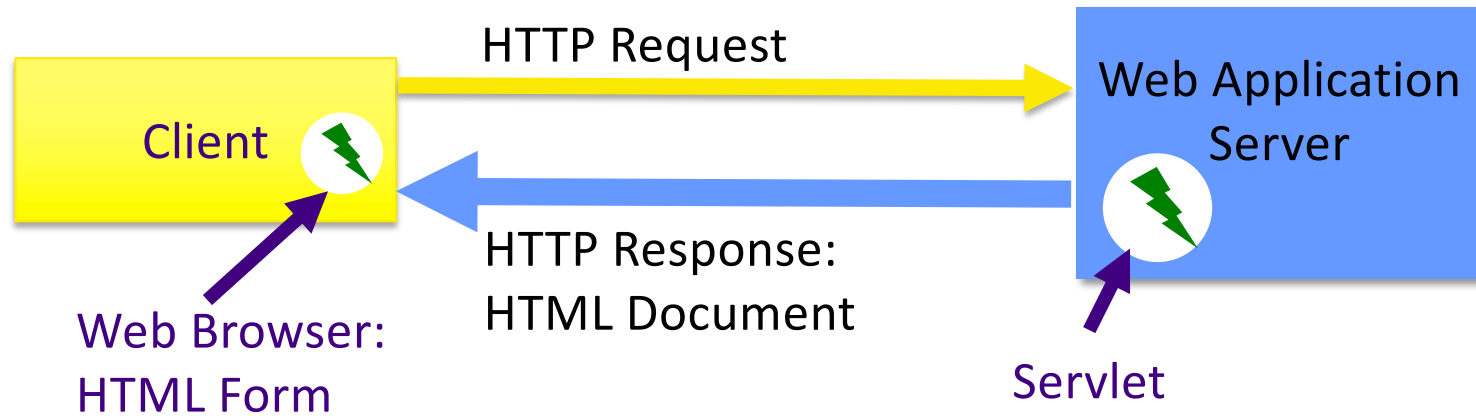 HTTP Request
Client
Web Application
Server
HTTP Response:
HTML Document
Web Browser:
HTML Form
Servlet